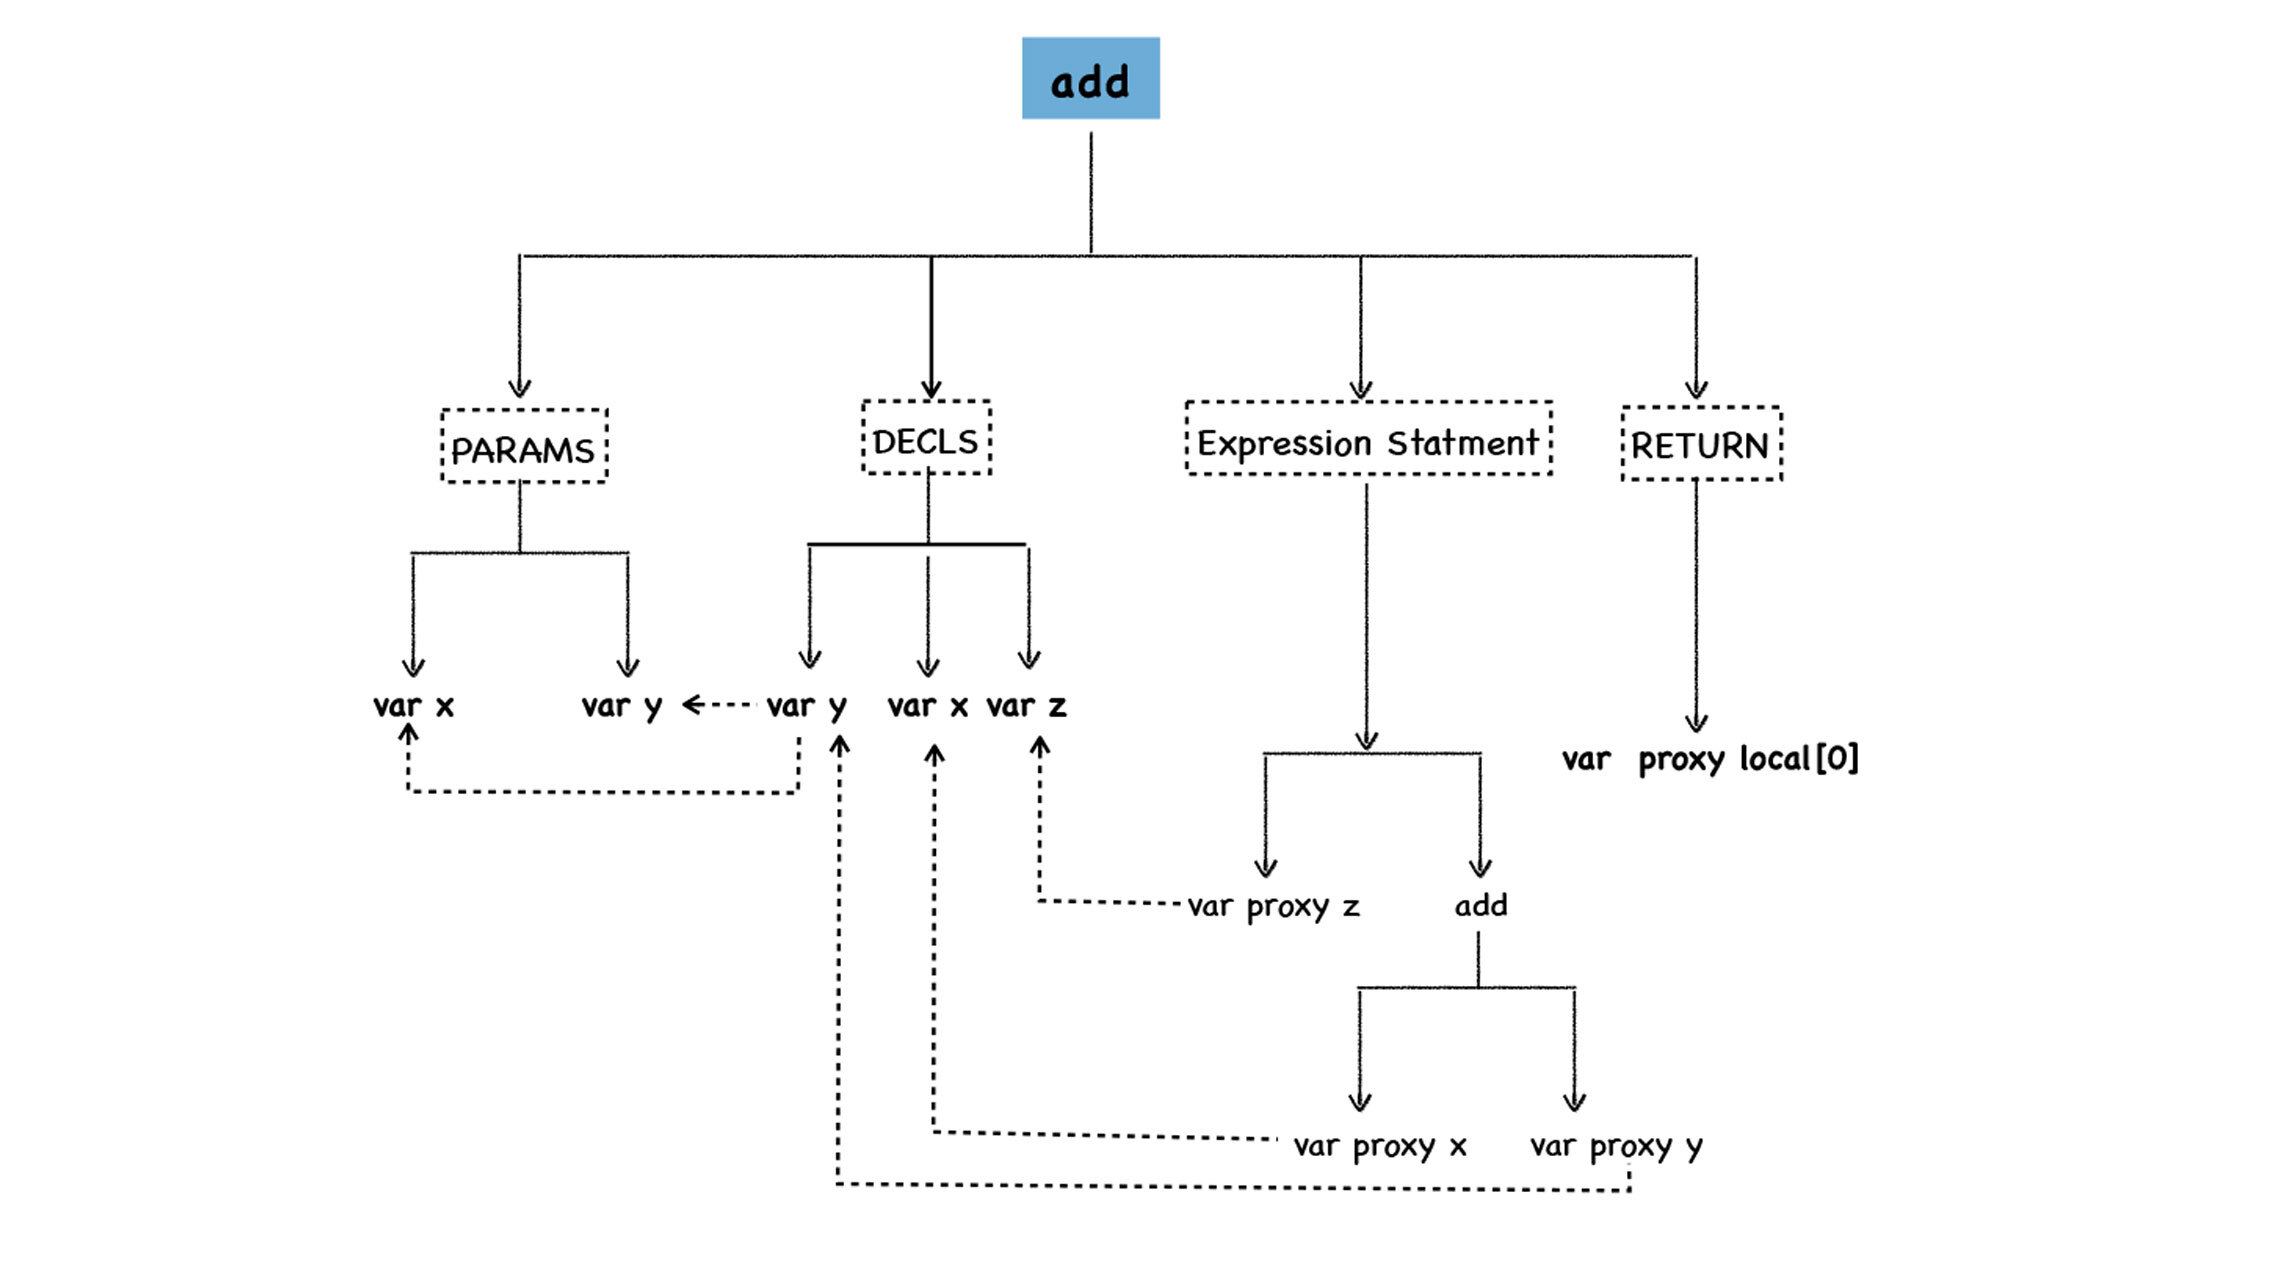 add
PARAMS
DECLS
Expression Statment
RETURN
var x
var y
var y
var x
var z
var  proxy local[0]
var proxy z
add
var proxy x
var proxy y